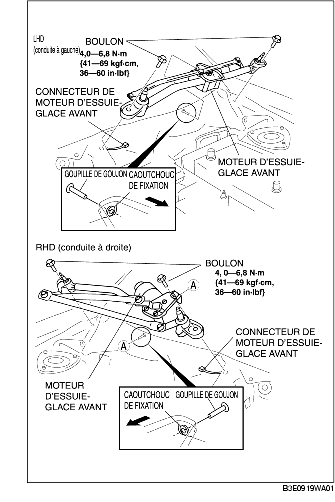 LHD
(conduite à gauche)
BOULON
4,0—6,8 N·m
{41—69 kgf·cm,
36—60 in·lbf}
CONNECTEUR DE
MOTEUR D'ESSUIE-
GLACE AVANT
MOTEUR D'ESSUIE-
GLACE AVANT
GOUPILLE DE GOUJON
CAOUTCHOUC
DE FIXATION
RHD (conduite à droite)
BOULON
4, 0—6,8 N·m
{41—69 kgf·cm,
36—60 in·lbf}
A
A
CONNECTEUR DE
MOTEUR D'ESSUIE-
GLACE AVANT
MOTEUR
D'ESSUIE-
GLACE AVANT
CAOUTCHOUC
DE FIXATION
GOUPILLE DE GOUJON
B3E0919WA01